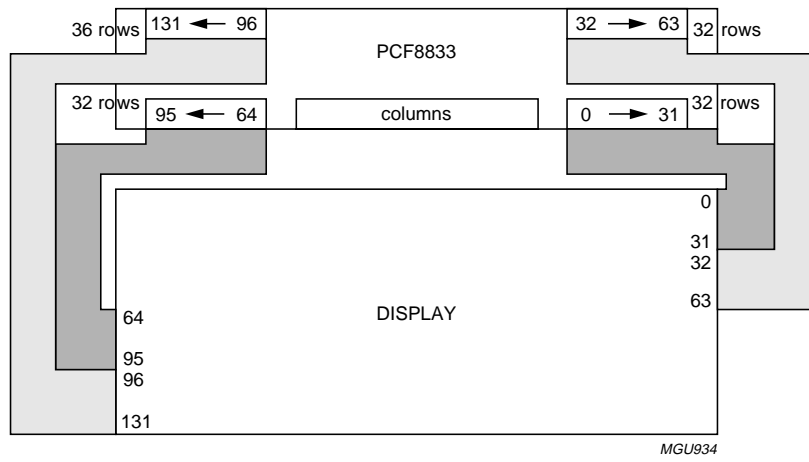 36 rows 131 ← 96 PCF8833 32 → 63 32 rows
32 rows 95 ← 64 columns 0 → 31 32 rows
0
31
32
63
DISPLAY
64
95
96
131
MGU934